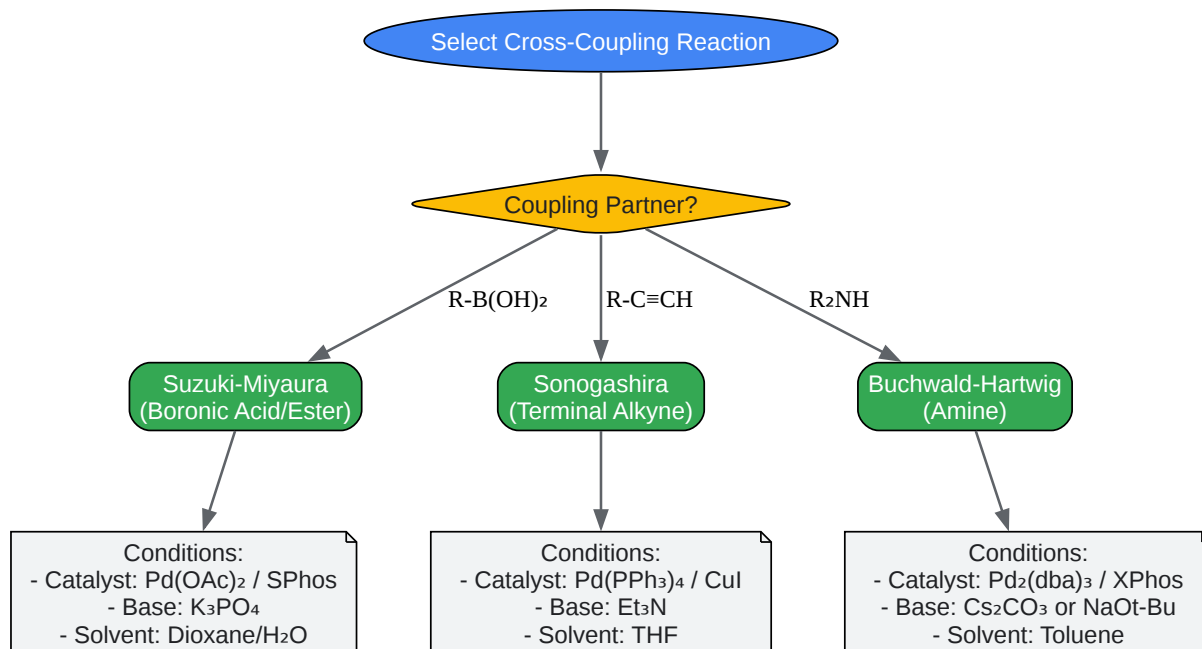 Select Cross-Coupling Reaction
Coupling Partner?
R-B(OH)₂
R-C≡CH
R₂NH
Suzuki-Miyaura
(Boronic Acid/Ester)
Sonogashira
(Terminal Alkyne)
Buchwald-Hartwig
(Amine)
Conditions:
- Catalyst: Pd(OAc)₂ / SPhos
- Base: K₃PO₄
- Solvent: Dioxane/H₂O
Conditions:
- Catalyst: Pd(PPh₃)₄ / CuI
- Base: Et₃N
- Solvent: THF
Conditions:
- Catalyst: Pd₂(dba)₃ / XPhos
- Base: Cs₂CO₃ or NaOt-Bu
- Solvent: Toluene